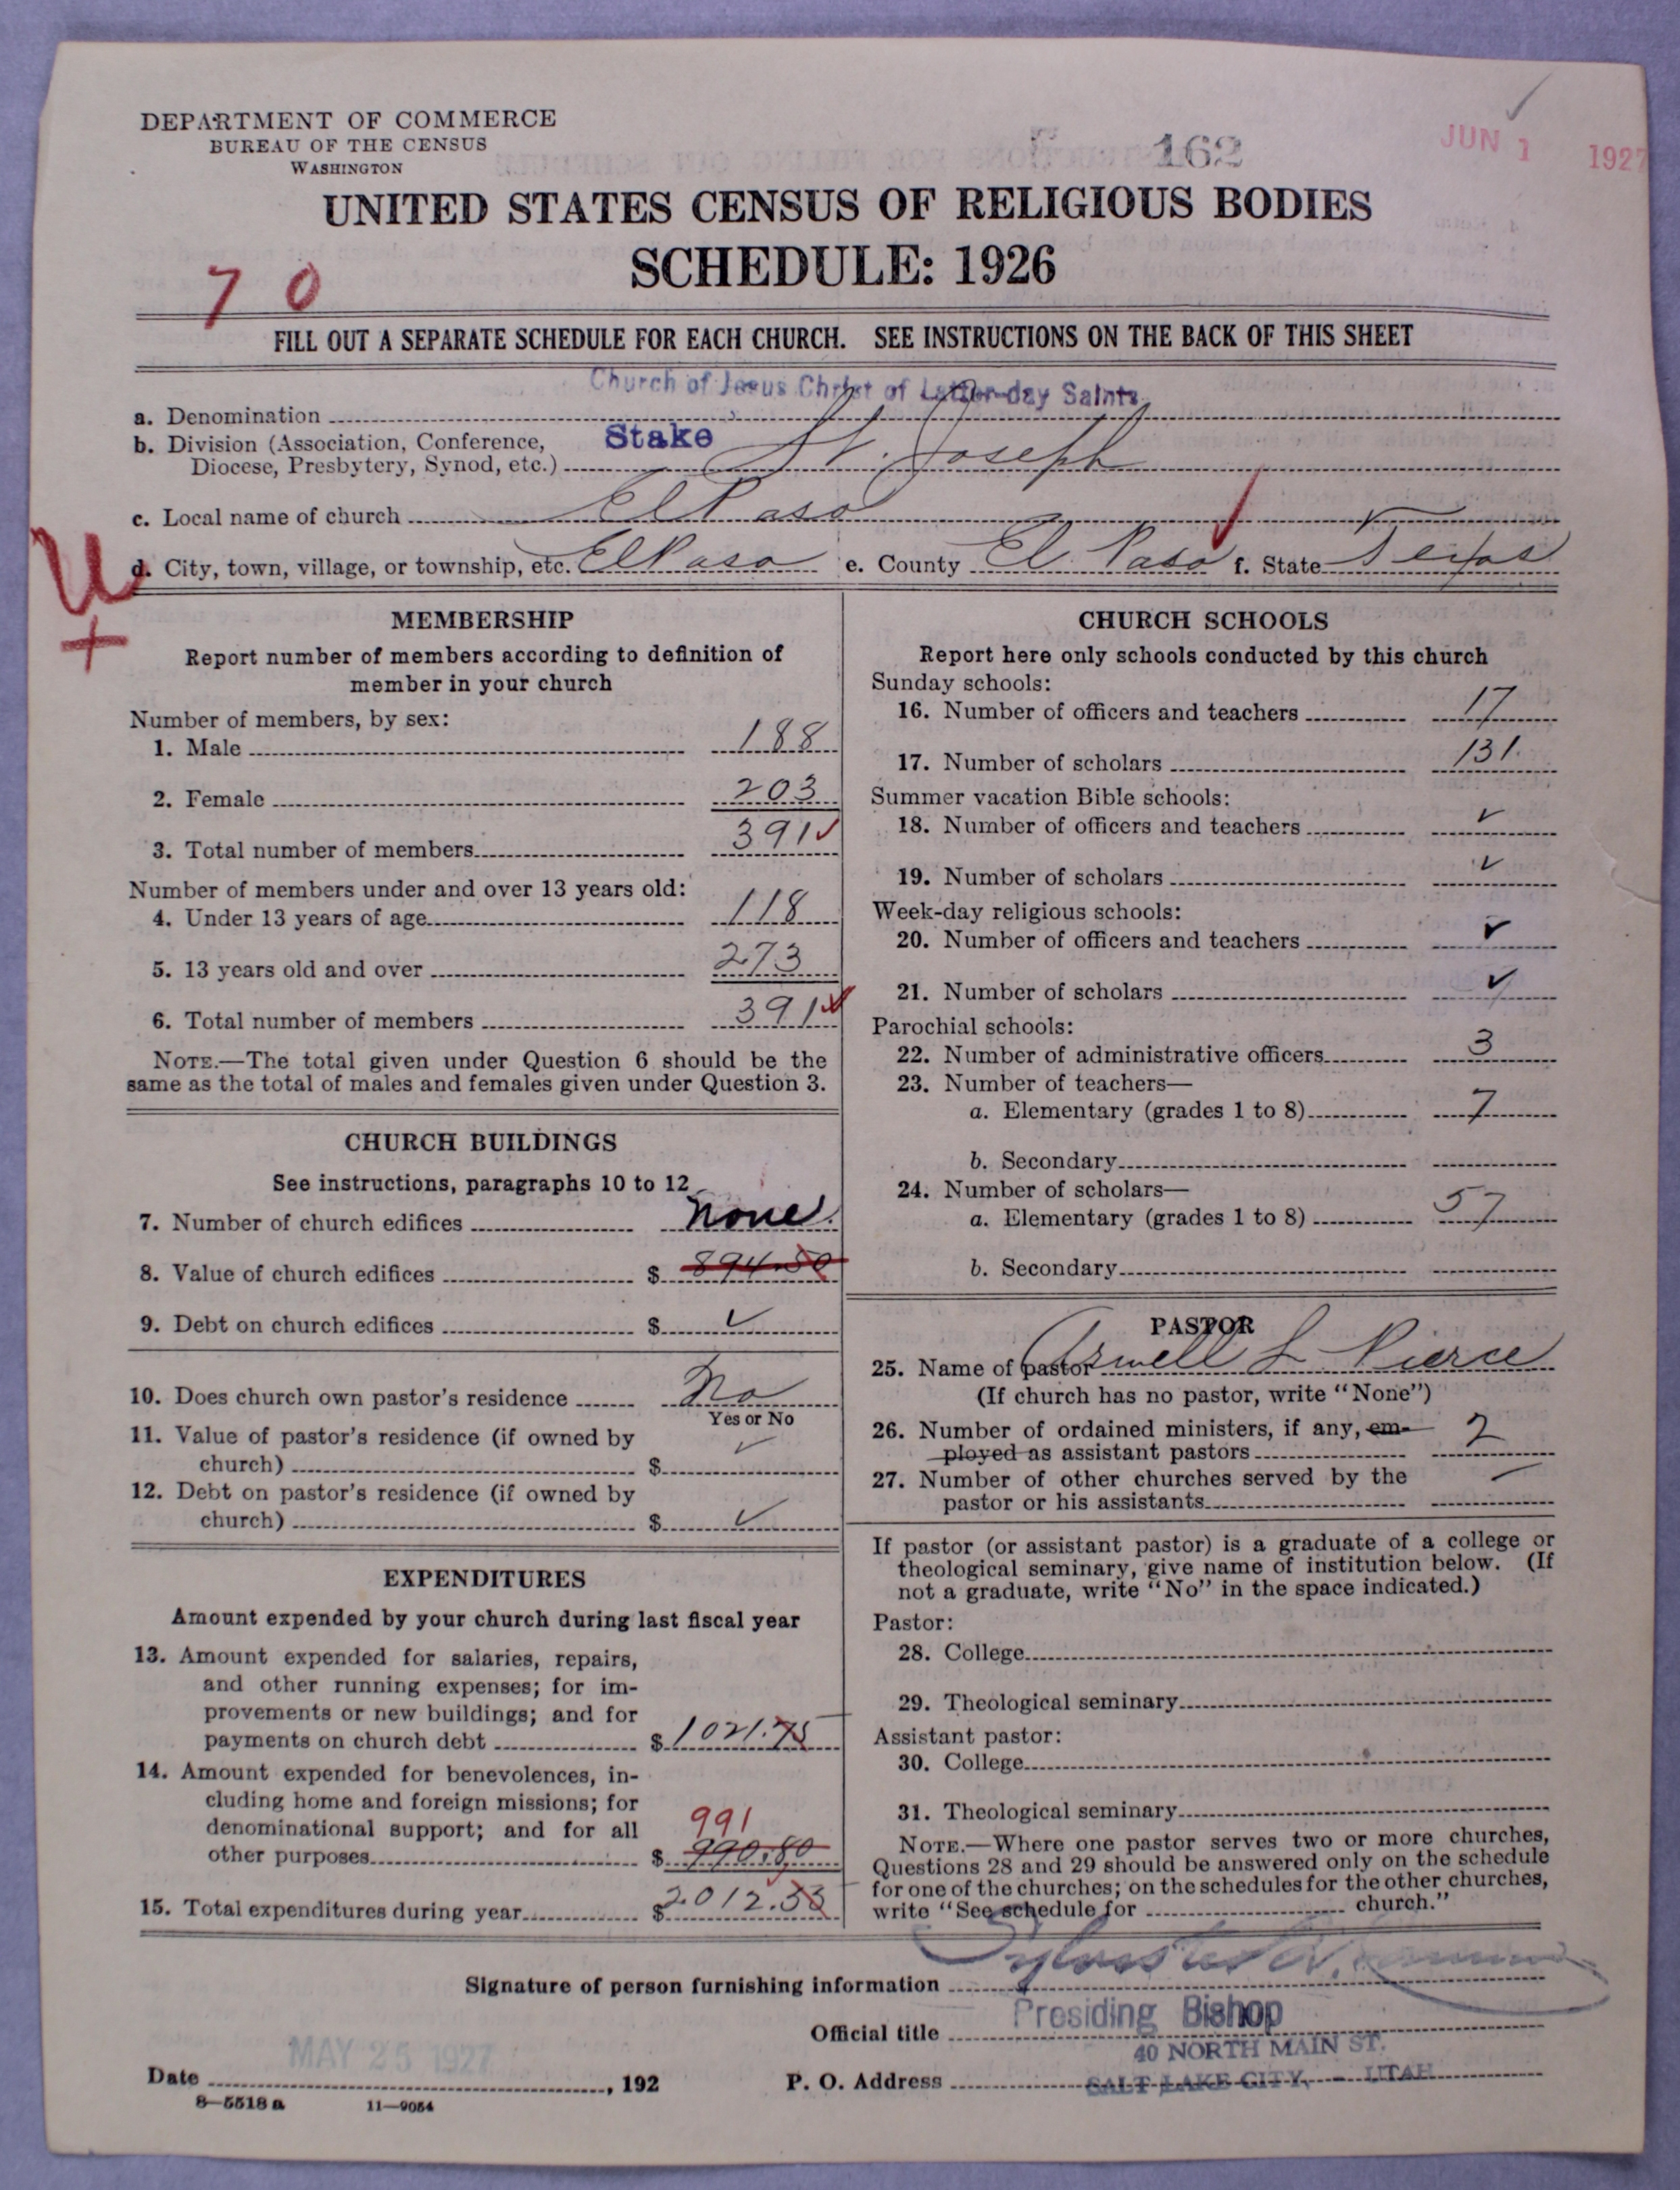 DEPARTMENT OF COMMERCE
BUREAU OF THE CENSUS
WASHINGTON
162
JUN 1 1927
UNITED STATES CENSUS OF RELIGIOUS BODIES
SCHEDULE: 1926
7 0
FILL OUT A SEPARATE SCHEDULE FOR EACH CHURCH. SEE INSTRUCTIONS ON THE BACK OF THIS SHEET
Church of Jesus Christ of Latter-day Saints
a. Denomination
b. Division (Association, Conference, Diocese, Presbytery, Synod, etc.) Stake St. Joseph
c. Local name of church El Paso
d. City, town, village, or township, etc. El Paso e. County El Paso f. State Texas
U
+
MEMBERSHIP
Report number of members according to definition of
member in your church
Number of members, by sex:
1. Male 188
2. Female 203
3. Total number of members 391 ✓
Number of members under and over 13 years old:
4. Under 13 years of age 118
5. 13 years old and over 273
6. Total number of members 391 ✓
NOTE.—The total given under Question 6 should be the
same as the total of males and females given under Question 3.
CHURCH BUILDINGS
See instructions, paragraphs 10 to 12
7. Number of church edifices None.
8. Value of church edifices $ 894.50
9. Debt on church edifices $ ✓
10. Does church own pastor's residence No
Yes or No
11. Value of pastor's residence (if owned by
church) $ ✓
12. Debt on pastor's residence (if owned by
church) $ ✓
EXPENDITURES
Amount expended by your church during last fiscal year
13. Amount expended for salaries, repairs,
and other running expenses; for im-
provements or new buildings; and for
payments on church debt $ 1021.75
14. Amount expended for benevolences, in-
cluding home and foreign missions; for
denominational support; and for all
991
other purposes $ 990.80
15. Total expenditures during year $ 2012.53
CHURCH SCHOOLS
Report here only schools conducted by this church
Sunday schools:
16. Number of officers and teachers 17
17. Number of scholars 131.
Summer vacation Bible schools:
18. Number of officers and teachers ✓
19. Number of scholars ✓
Week-day religious schools:
20. Number of officers and teachers ✓
21. Number of scholars ✓
Parochial schools:
22. Number of administrative officers 3
23. Number of teachers—
a. Elementary (grades 1 to 8) 7
b. Secondary
24. Number of scholars—
a. Elementary (grades 1 to 8) 57
b. Secondary
PASTOR
25. Name of pastor Arwell L Pierce
(If church has no pastor, write "None")
26. Number of ordained ministers, if any, em-
ployed as assistant pastors 2
27. Number of other churches served by the
pastor or his assistants —
If pastor (or assistant pastor) is a graduate of a college or
theological seminary, give name of institution below. (If
not a graduate, write "No" in the space indicated.)
Pastor:
28. College
29. Theological seminary
Assistant pastor:
30. College
31. Theological seminary
NOTE.—Where one pastor serves two or more churches,
Questions 28 and 29 should be answered only on the schedule
for one of the churches; on the schedules for the other churches,
write "See schedule for church."
Signature of person furnishing information Sylvester Q. Cannon
Official title Presiding Bishop
40 NORTH MAIN ST.
Date MAY 25 1927, 192 P. O. Address SALT LAKE CITY, - UTAH
8—5518 a 11—9054